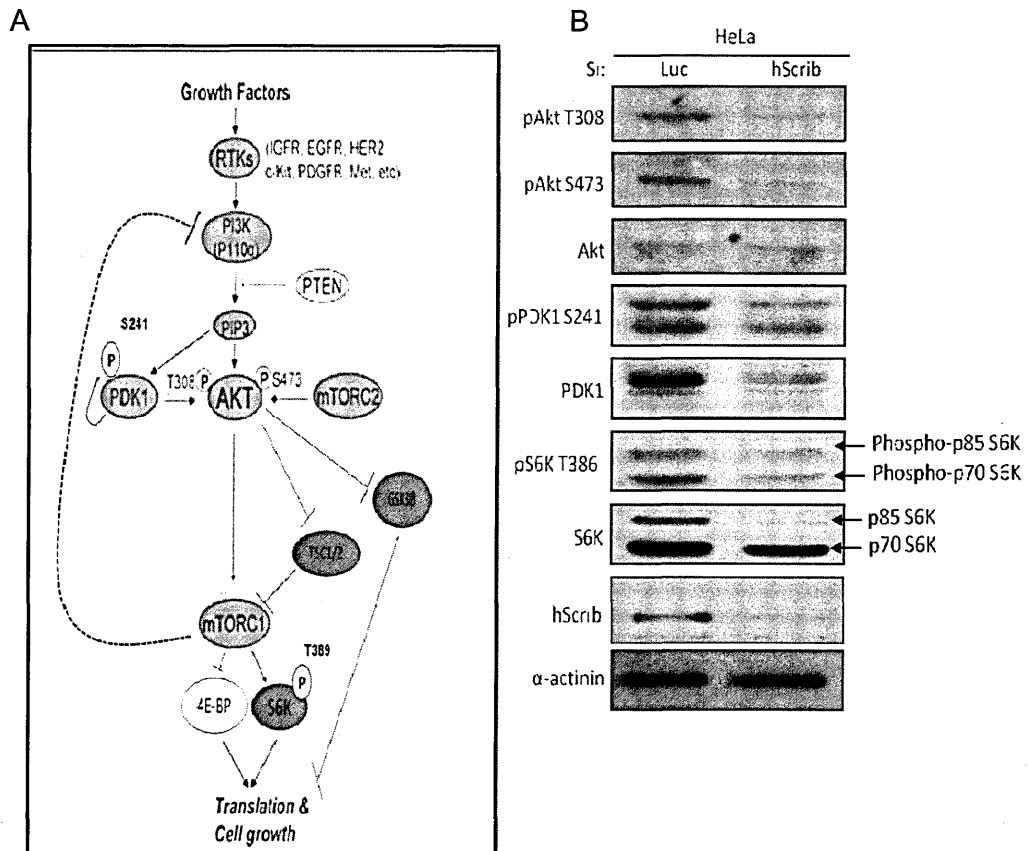 A
Growth Factors
RTKs
(IGFR, EGFR, HER2
c-Kit, PDGFR, Met, etc)
PI3K
(P110α)
PTEN
PIP3
S241
P
PDK1
T308
P
AKT
P
S473
mTORC2
GSK3β
TSC1/2
mTORC1
T389
P
4E-BP
S6K
Translation &
Cell growth
B
HeLa
Si:
Luc
hScrib
pAkt T308
pAkt S473
Akt
pPDK1 S241
PDK1
pS6K T386
Phospho-p85 S6K
Phospho-p70 S6K
S6K
p85 S6K
p70 S6K
hScrib
α-actinin